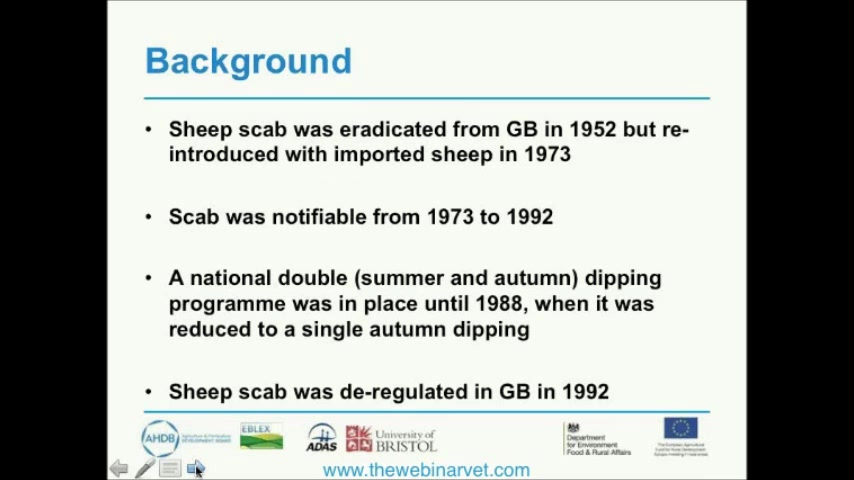 Background
• Sheep scab was eradicated from GB in 1952 but re-
introduced with imported sheep in 1973
• Scab was notifiable from 1973 to 1992
• A national double (summer and autumn) dipping
programme was in place until 1988, when it was
reduced to a single autumn dipping
• Sheep scab was de-regulated in GB in 1992
AHDB
EBLEX
ADAS
University of
BRISTOL
Department
for Environment
Food & Rural Affairs
www.thewebinarvet.com